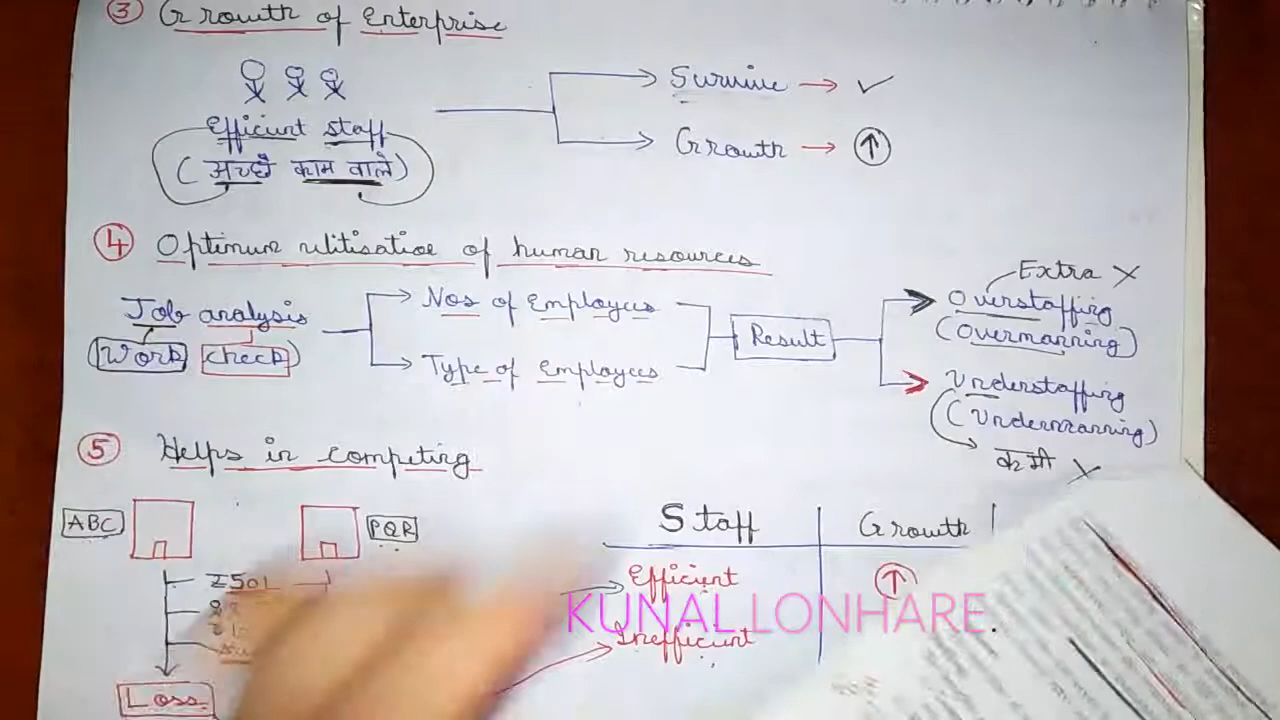 ③ Growth of Enterprise
Efficient staff
(अच्छे काम वाले)
Survive → ✓
Growth → ↑
④ Optimum utilisation of human resources
Job analysis
(Work check)
Nos of Employees
Type of Employees
Result
Extra X
Overstaffing
(Overmanning)
Understaffing
(Undermanning)
कमी X
⑤ Helps in competing
ABC
PQR
Staff
Growth
Efficient
↑
KUNAL LONHARE.
Inefficient
Loss